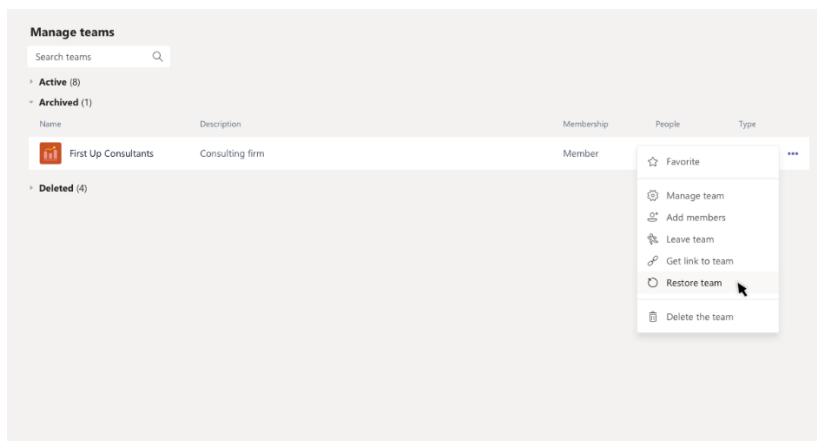 Manage teams
Search teams
Active (8)
Archived (1)
Name Description Membership People Type
First Up Consultants Consulting firm Member
Favorite
Deleted (4)
Manage team
Add members
Leave team
Get link to team
Restore team
Delete the team